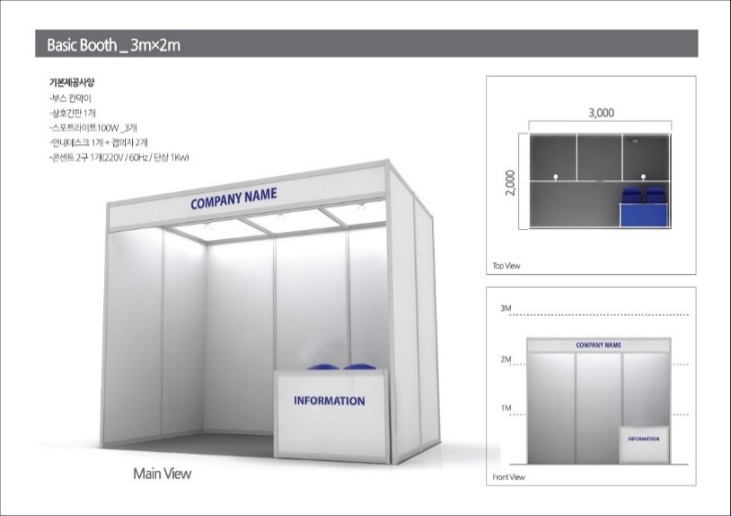 Basic Booth _ 3m×2m
기본제공사양
-부스 칸막이
-상호간판 1개
-스포트라이트100W _3개
-안내데스크 1개 + 접의자 2개
-콘센트 2구 1개(220V / 60Hz / 단상 1Kw)
COMPANY NAME
INFORMATION
Main View
3,000
2,000
Top View
3M
COMPANY NAME
2M
1M
INFORMATION
Front View